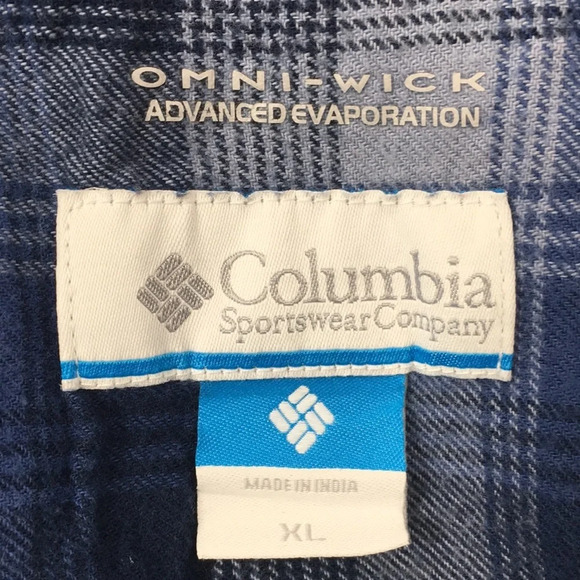 OMNI-WICK
ADVANCED EVAPORATION
Columbia
Sportswear Company
MADE IN INDIA
XL